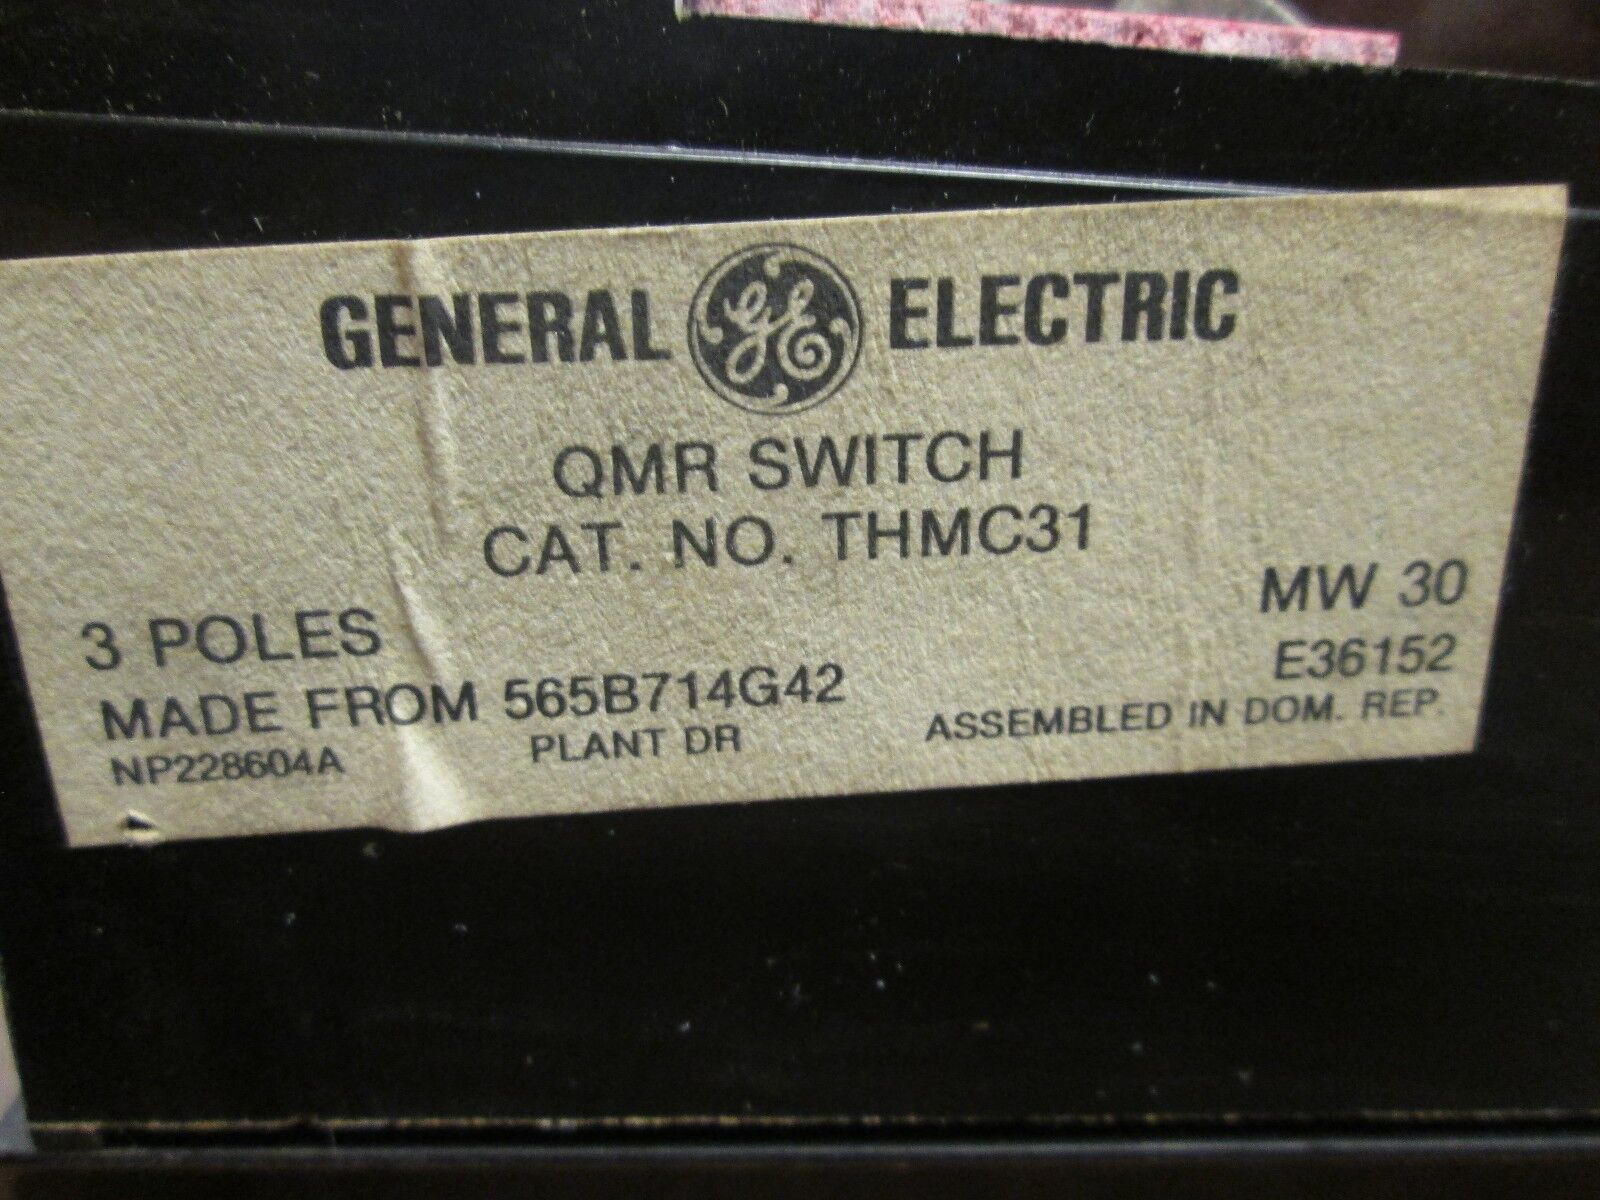 GENERAL GE ELECTRIC
QMR SWITCH
CAT. NO. THMC31
3 POLES MW 30
MADE FROM 565B714G42 E36152
NP228604A PLANT DR ASSEMBLED IN DOM. REP.